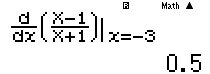 R Math ▲
d/dx(X-1/X+1)|x=-3
0.5